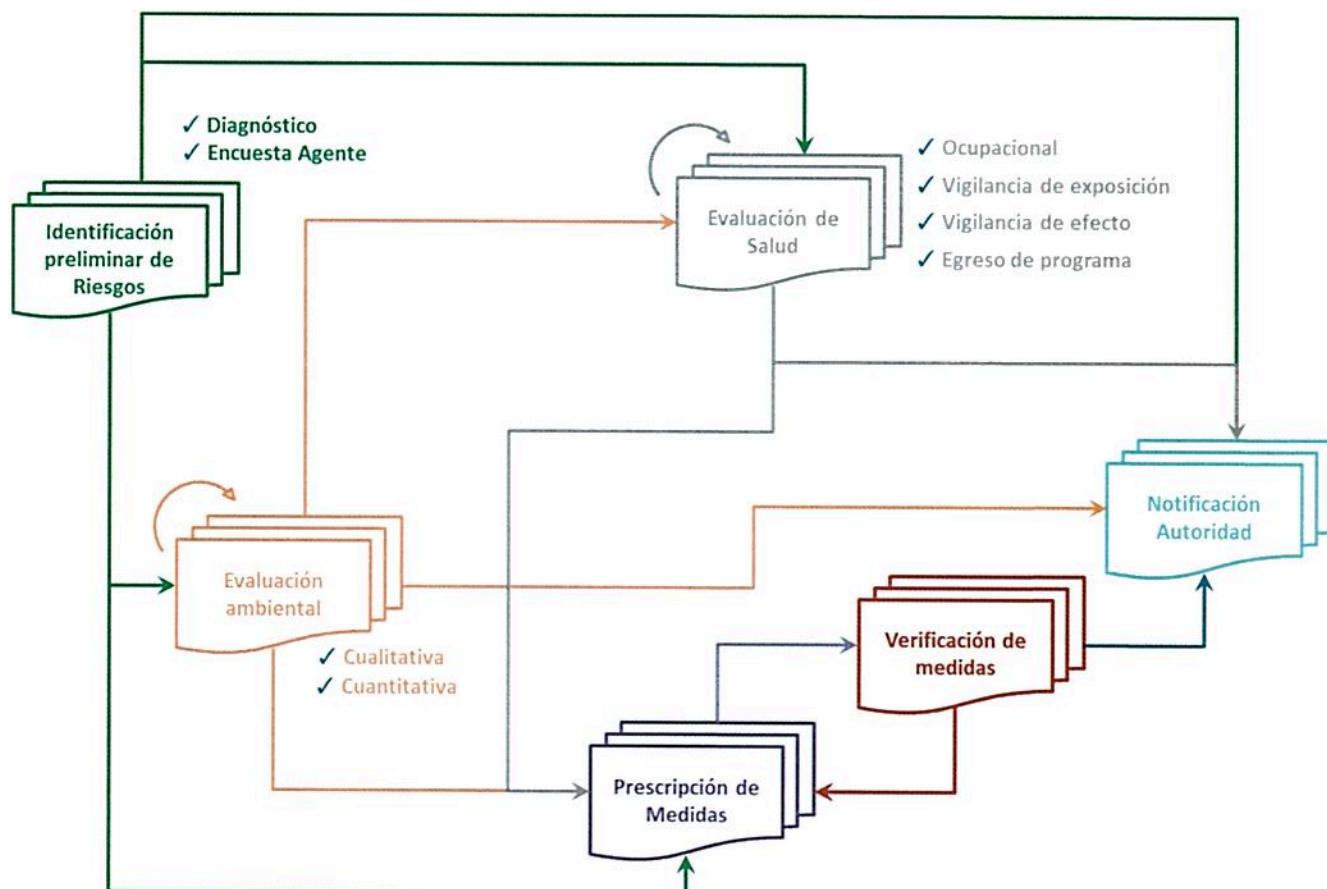 ✓ Diagnóstico
✓ Encuesta Agente
Identificación
preliminar de
Riesgos
Evaluación de
Salud
✓ Ocupacional
✓ Vigilancia de exposición
✓ Vigilancia de efecto
✓ Egreso de programa
Notificación
Autoridad
Evaluación
ambiental
✓ Cualitativa
✓ Cuantitativa
Verificación de
medidas
Prescripción de
Medidas